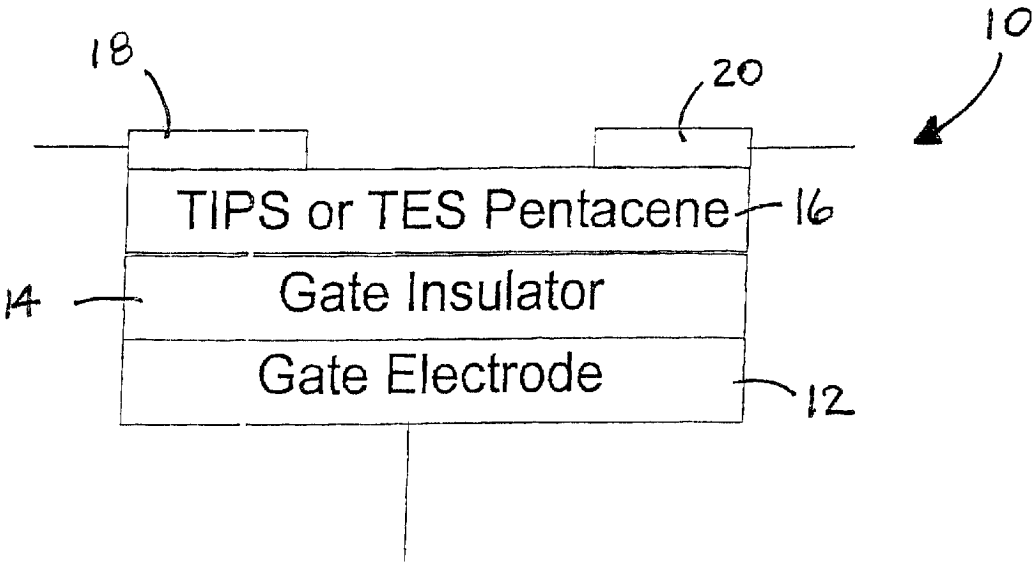 10
18
20
TIPS or TES Pentacene 16
14 Gate Insulator
Gate Electrode
12